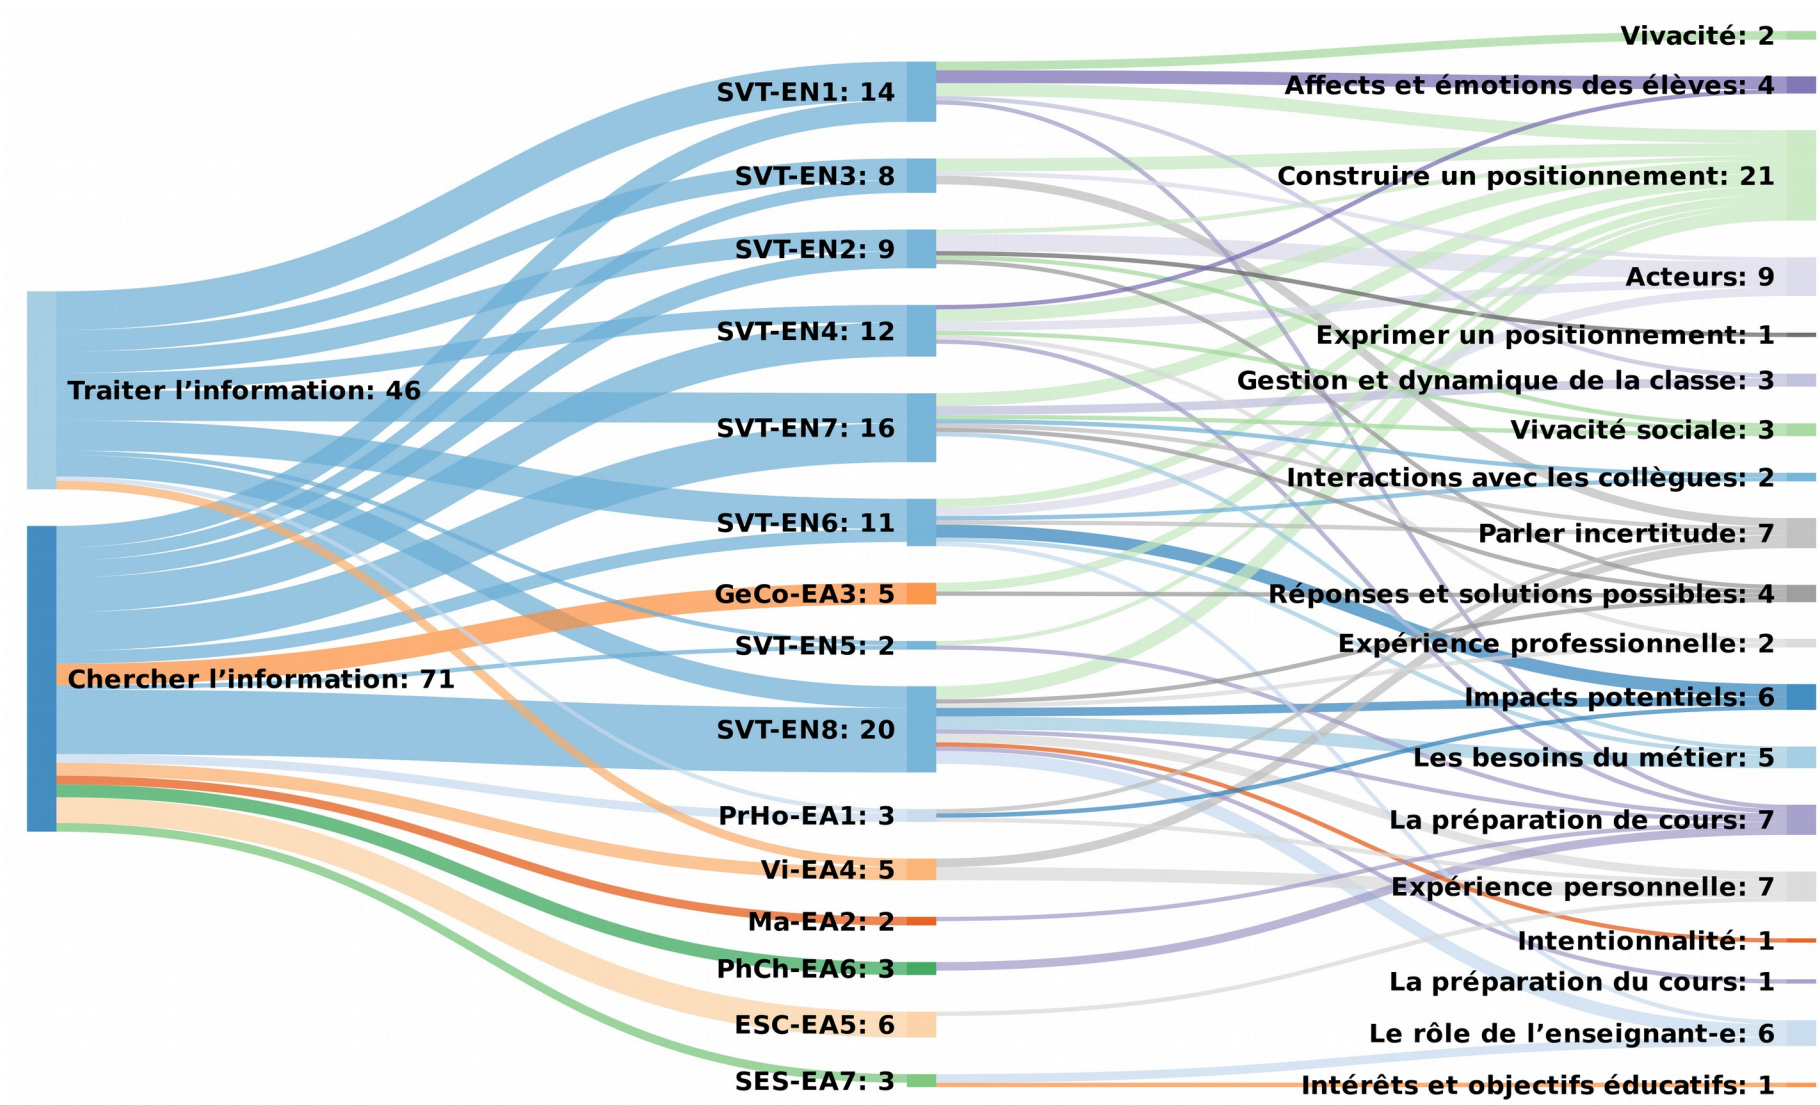 Traiter l’information: 46
Chercher l’information: 71
SVT-EN1: 14
SVT-EN3: 8
SVT-EN2: 9
SVT-EN4: 12
SVT-EN7: 16
SVT-EN6: 11
GeCo-EA3: 5
SVT-EN5: 2
SVT-EN8: 20
PrHo-EA1: 3
Vi-EA4: 5
Ma-EA2: 2
PhCh-EA6: 3
ESC-EA5: 6
SES-EA7: 3
Vivacité: 2
Affects et émotions des élèves: 4
Construire un positionnement: 21
Acteurs: 9
Exprimer un positionnement: 1
Gestion et dynamique de la classe: 3
Vivacité sociale: 3
Interactions avec les collègues: 2
Parler incertitude: 7
Réponses et solutions possibles: 4
Expérience professionnelle: 2
Impacts potentiels: 6
Les besoins du métier: 5
La préparation de cours: 7
Expérience personnelle: 7
Intentionnalité: 1
La préparation du cours: 1
Le rôle de l’enseignant-e: 6
Intérêts et objectifs éducatifs: 1